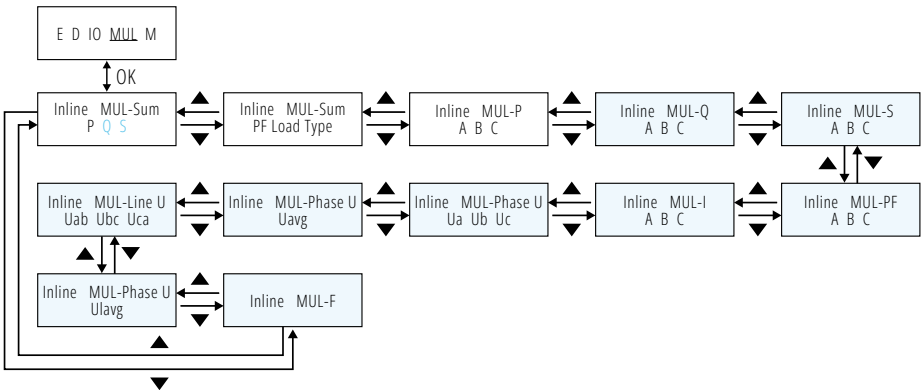 E D IO MUL M
OK
Inline MUL-Sum
P Q S
Inline MUL-Sum
PF Load Type
Inline MUL-P
A B C
Inline MUL-Q
A B C
Inline MUL-S
A B C
Inline MUL-Line U
Uab Ubc Uca
Inline MUL-Phase U
Uavg
Inline MUL-Phase U
Ua Ub Uc
Inline MUL-I
A B C
Inline MUL-PF
A B C
Inline MUL-Phase U
Ulavg
Inline MUL-F